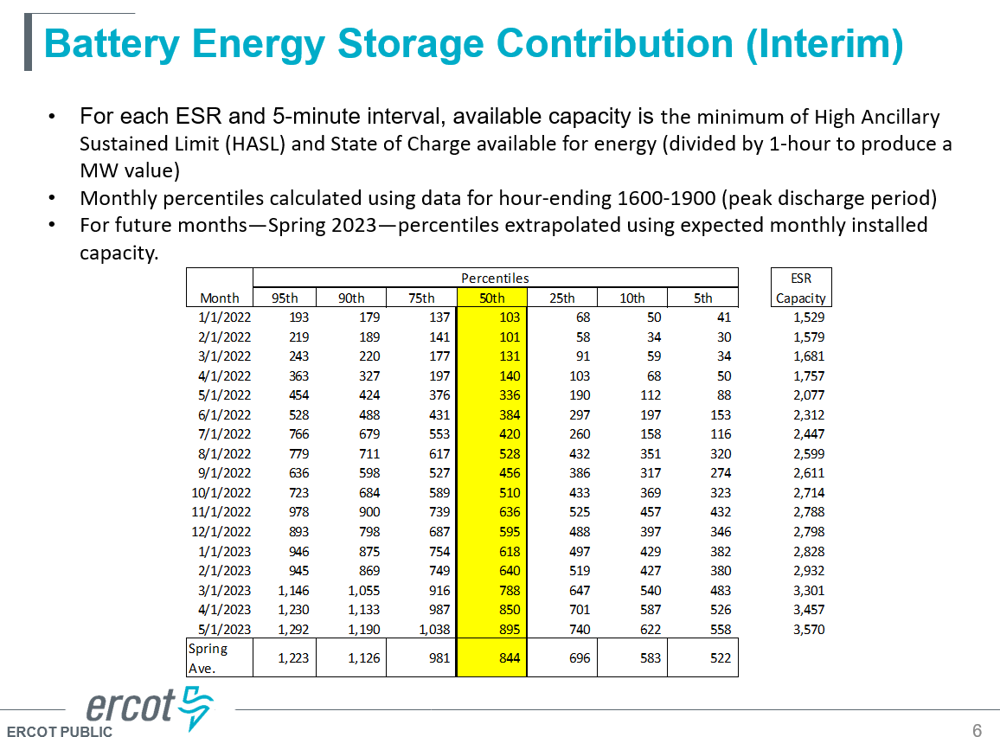 Battery Energy Storage Contribution (Interim)
• For each ESR and 5-minute interval, available capacity is the minimum of High Ancillary
Sustained Limit (HASL) and State of Charge available for energy (divided by 1-hour to produce a
MW value)
• Monthly percentiles calculated using data for hour-ending 1600-1900 (peak discharge period)
• For future months—Spring 2023—percentiles extrapolated using expected monthly installed
capacity.
Percentiles ESR
Month 95th 90th 75th 50th 25th 10th 5th Capacity
1/1/2022 193 179 137 103 68 50 41 1,529
2/1/2022 219 189 141 101 58 34 30 1,579
3/1/2022 243 220 177 131 91 59 34 1,681
4/1/2022 363 327 197 140 103 68 50 1,757
5/1/2022 454 424 376 336 190 112 88 2,077
6/1/2022 528 488 431 384 297 197 153 2,312
7/1/2022 766 679 553 420 260 158 116 2,447
8/1/2022 779 711 617 528 432 351 320 2,599
9/1/2022 636 598 527 456 386 317 274 2,611
10/1/2022 723 684 589 510 433 369 323 2,714
11/1/2022 978 900 739 636 525 457 432 2,788
12/1/2022 893 798 687 595 488 397 346 2,798
1/1/2023 946 875 754 618 497 429 382 2,828
2/1/2023 945 869 749 640 519 427 380 2,932
3/1/2023 1,146 1,055 916 788 647 540 483 3,301
4/1/2023 1,230 1,133 987 850 701 587 526 3,457
5/1/2023 1,292 1,190 1,038 895 740 622 558 3,570
Spring
Ave. 1,223 1,126 981 844 696 583 522
ercot
ERCOT PUBLIC
6